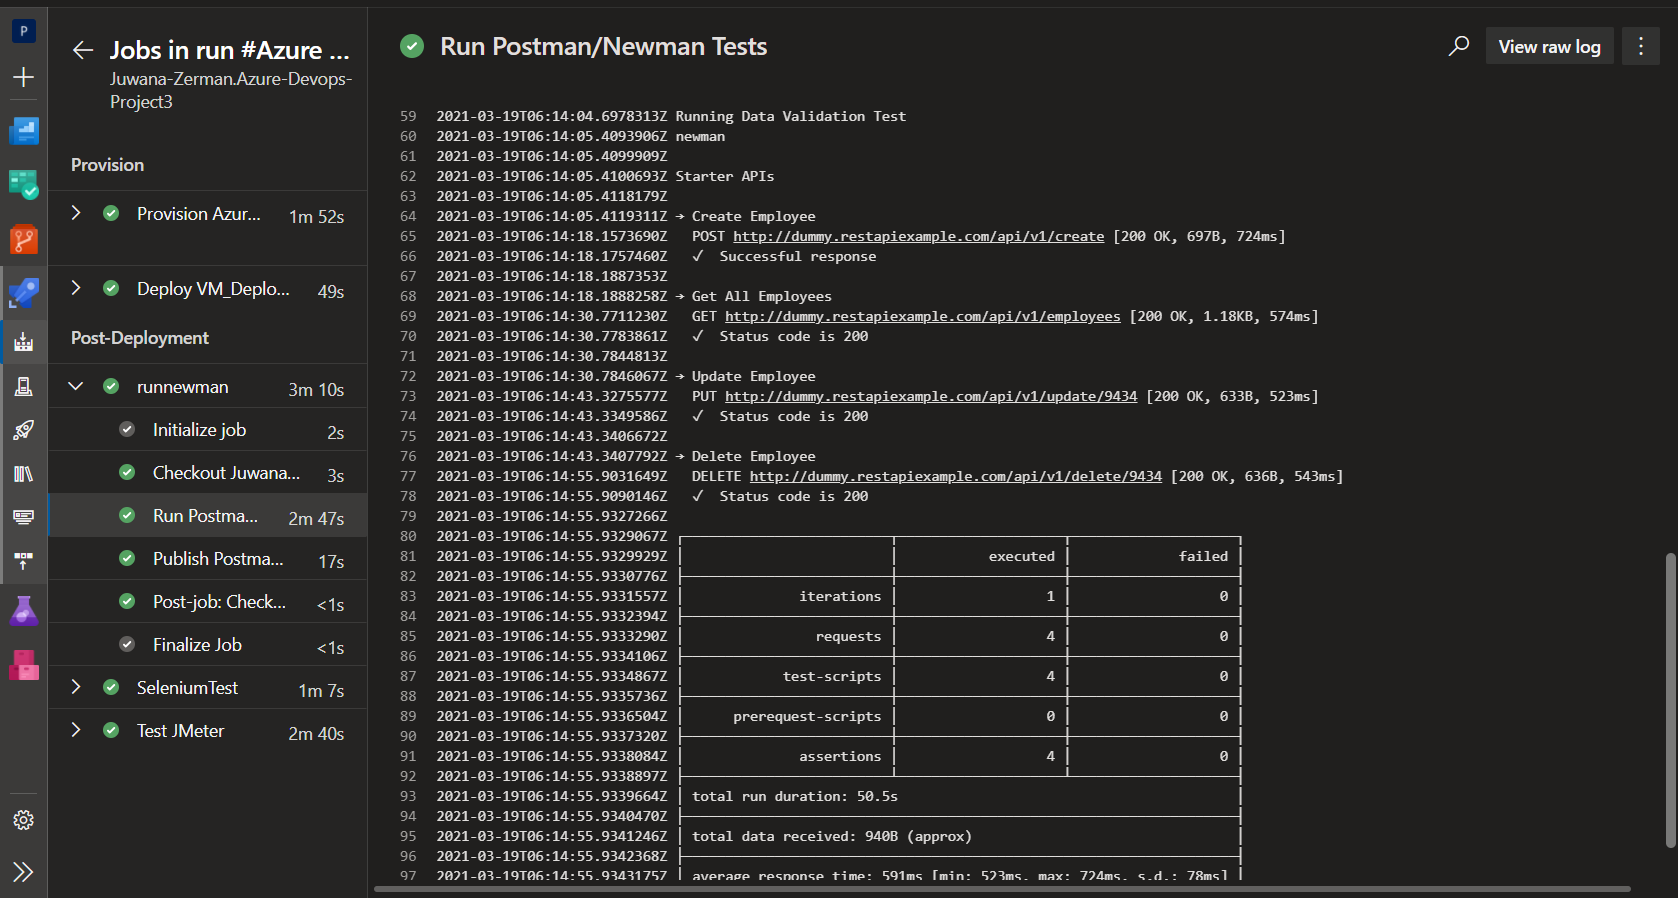 P
Jobs in run #Azure ...
Juwana-Zerman.Azure-Devops-
Project3
Provision
Provision Azur... 1m 52s
Deploy VM_Deplo... 49s
Post-Deployment
runnewman 3m 10s
Initialize job 2s
Checkout Juwana... 3s
Run Postma... 2m 47s
Publish Postma... 17s
Post-job: Check... <1s
Finalize Job <1s
SeleniumTest 1m 7s
Test JMeter 2m 40s
Run Postman/Newman Tests
View raw log
59 2021-03-19T06:14:04.6978313Z Running Data Validation Test
60 2021-03-19T06:14:05.4093906Z newman
61 2021-03-19T06:14:05.4099909Z
62 2021-03-19T06:14:05.4100693Z Starter APIs
63 2021-03-19T06:14:05.4118179Z
64 2021-03-19T06:14:05.4119311Z → Create Employee
65 2021-03-19T06:14:18.1573690Z POST http://dummy.restapiexample.com/api/v1/create [200 OK, 697B, 724ms]
66 2021-03-19T06:14:18.1757460Z ✓ Successful response
67 2021-03-19T06:14:18.1887353Z
68 2021-03-19T06:14:18.1888258Z → Get All Employees
69 2021-03-19T06:14:30.7711230Z GET http://dummy.restapiexample.com/api/v1/employees [200 OK, 1.18KB, 574ms]
70 2021-03-19T06:14:30.7783861Z ✓ Status code is 200
71 2021-03-19T06:14:30.7844813Z
72 2021-03-19T06:14:30.7846067Z → Update Employee
73 2021-03-19T06:14:43.3275577Z PUT http://dummy.restapiexample.com/api/v1/update/9434 [200 OK, 633B, 523ms]
74 2021-03-19T06:14:43.3349586Z ✓ Status code is 200
75 2021-03-19T06:14:43.3406672Z
76 2021-03-19T06:14:43.3407792Z → Delete Employee
77 2021-03-19T06:14:55.9031649Z DELETE http://dummy.restapiexample.com/api/v1/delete/9434 [200 OK, 636B, 543ms]
78 2021-03-19T06:14:55.9090146Z ✓ Status code is 200
79 2021-03-19T06:14:55.9327266Z
80 2021-03-19T06:14:55.9329067Z
81 2021-03-19T06:14:55.9329929Z executed failed
82 2021-03-19T06:14:55.9330776Z
83 2021-03-19T06:14:55.9331557Z iterations 1 0
84 2021-03-19T06:14:55.9332394Z
85 2021-03-19T06:14:55.9333290Z requests 4 0
86 2021-03-19T06:14:55.9334106Z
87 2021-03-19T06:14:55.9334867Z test-scripts 4 0
88 2021-03-19T06:14:55.9335736Z
89 2021-03-19T06:14:55.9336504Z prerequest-scripts 0 0
90 2021-03-19T06:14:55.9337320Z
91 2021-03-19T06:14:55.9338084Z assertions 4 0
92 2021-03-19T06:14:55.9338897Z
93 2021-03-19T06:14:55.9339664Z total run duration: 50.5s
94 2021-03-19T06:14:55.9340470Z
95 2021-03-19T06:14:55.9341246Z total data received: 940B (approx)
96 2021-03-19T06:14:55.9342368Z
97 2021-03-19T06:14:55.9343175Z average response time: 591ms [min: 523ms, max: 724ms, s.d.: 78ms]